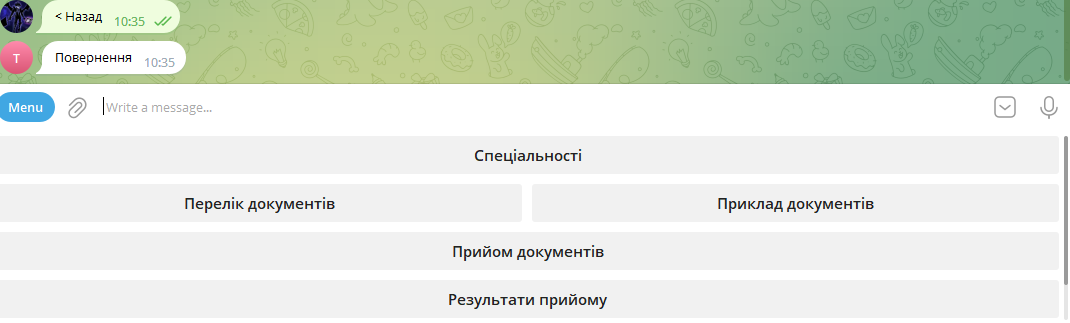 < Назад 10:35
T
Повернення 10:35
Menu Write a message...
Спеціальності
Перелік документів Приклад документів
Прийом документів
Результати прийому